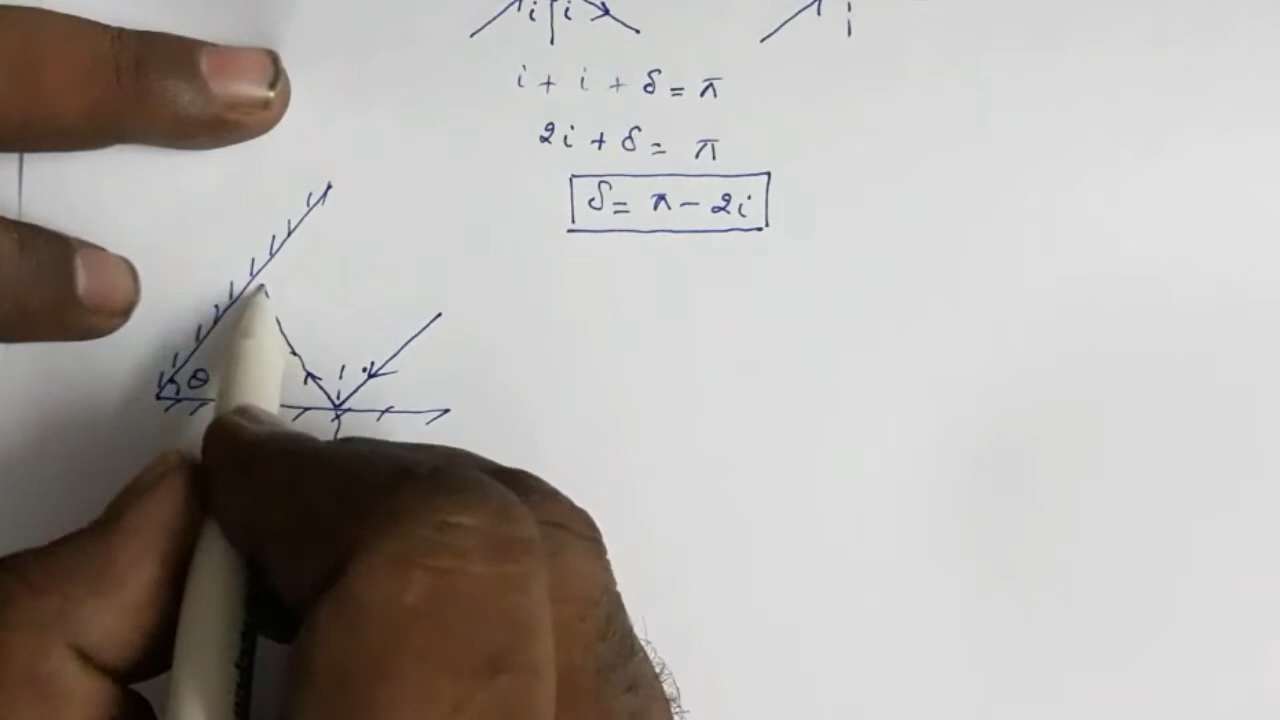 i i
i + i + δ = π
2i + δ = π
δ = π - 2i
θ